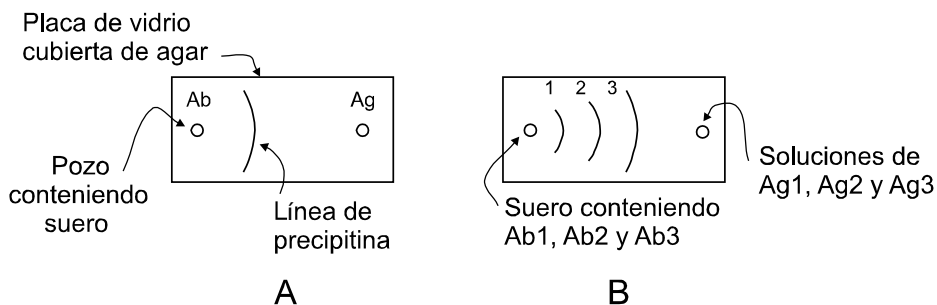 Placa de vidrio
cubierta de agar
Ab
Ag
Pozo
conteniendo
suero
Línea de
precipitina
A
1 2 3
Suero conteniendo
Ab1, Ab2 y Ab3
Soluciones de
Ag1, Ag2 y Ag3
B